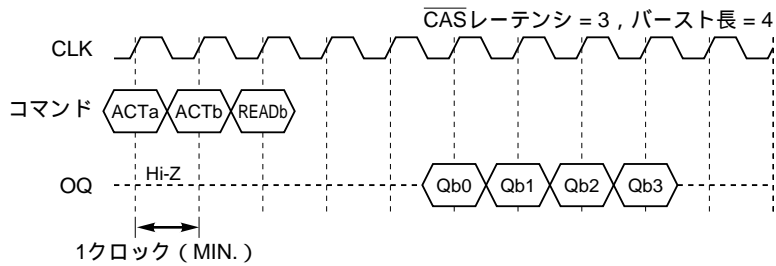 CASレーテンシ = 3 , バースト長 = 4
CLK
コマンド ACTa ACTb READb
Hi-Z
OQ Qb0 Qb1 Qb2 Qb3
1クロック ( MIN. )